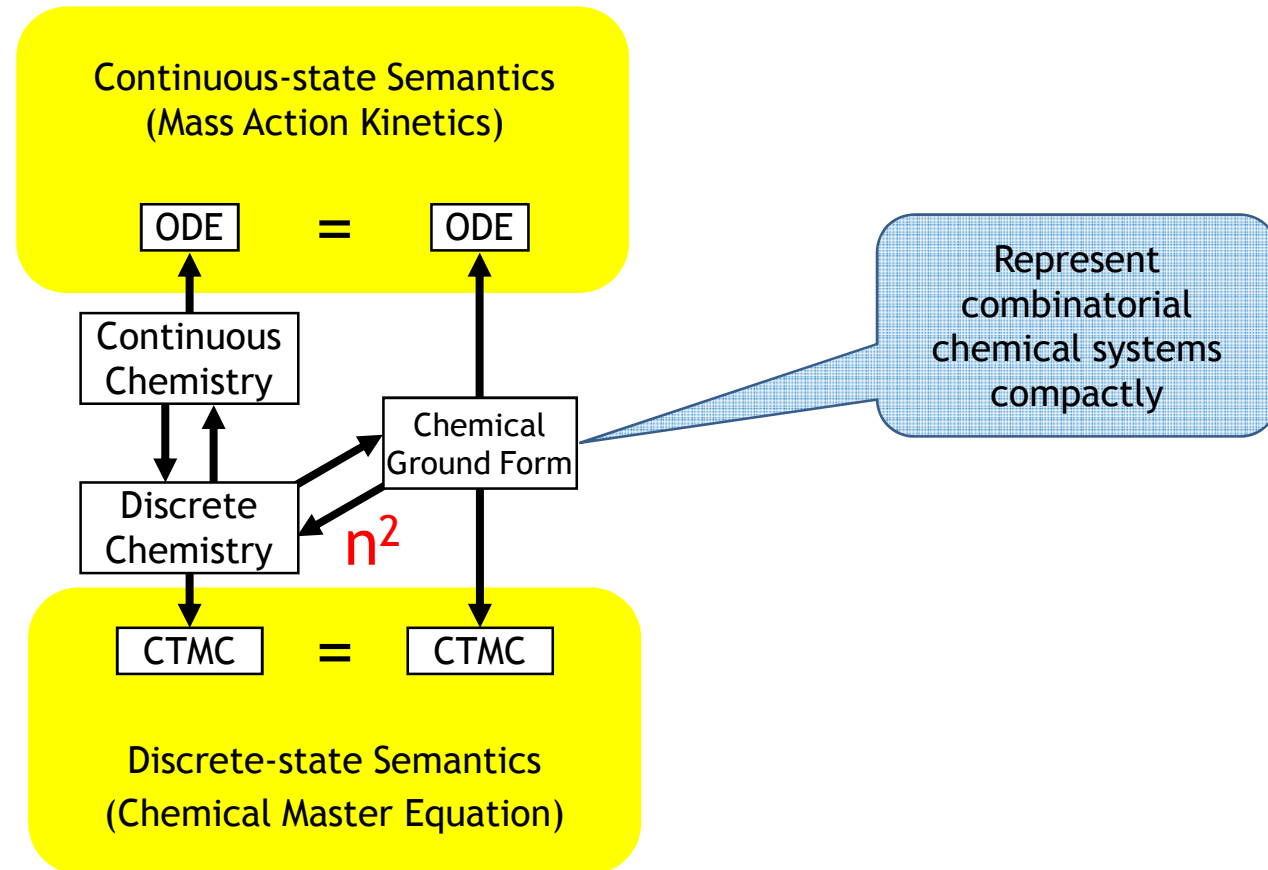 Continuous-state Semantics
(Mass Action Kinetics)
ODE = ODE
Continuous
Chemistry
Represent
combinatorial
chemical systems
compactly
Chemical
Ground Form
Discrete
Chemistry
n²
CTMC = CTMC
Discrete-state Semantics
(Chemical Master Equation)